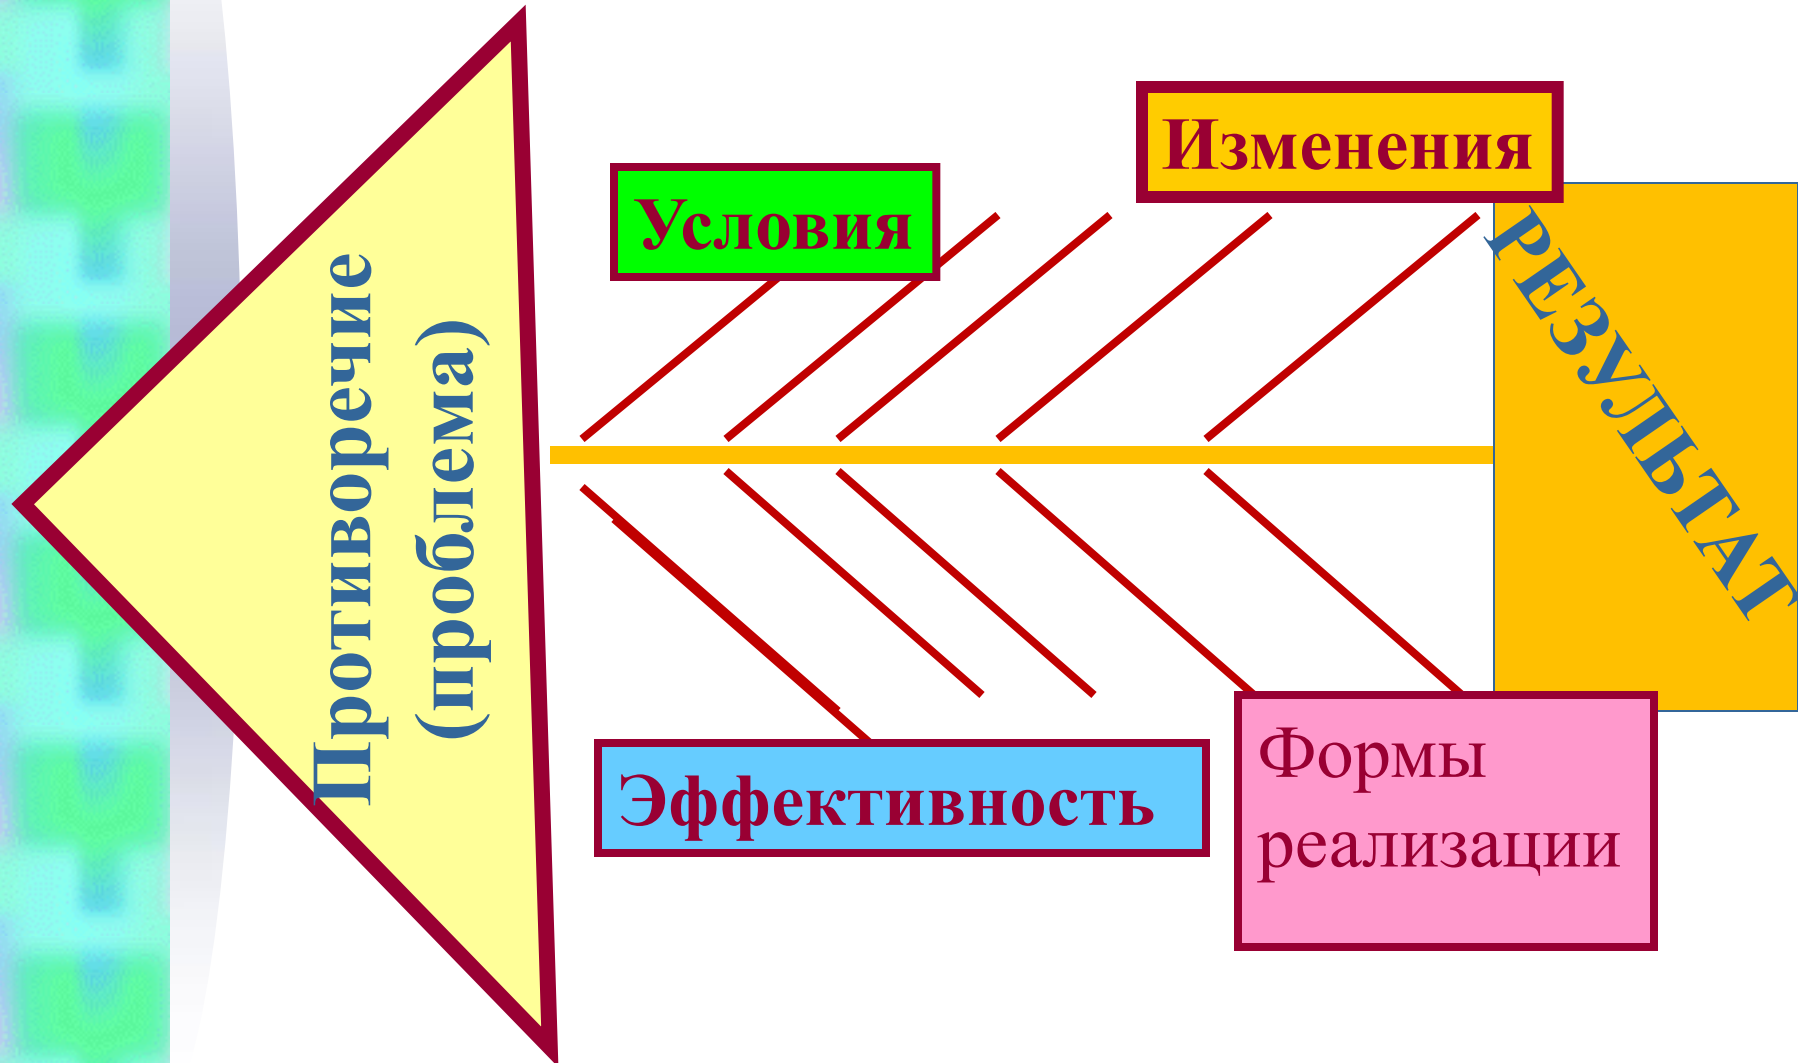 Противоречие
(проблема)
Условия
Изменения
РЕЗУЛЬТАТ
Эффективность
Формы
реализации